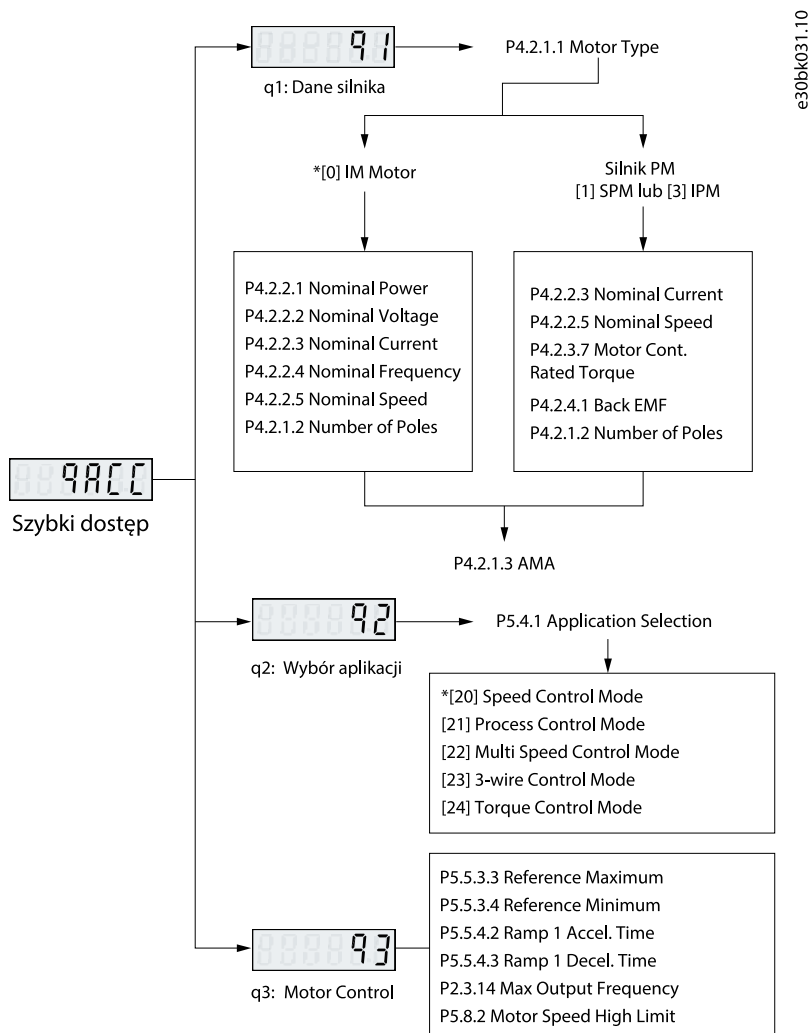 e30bk031.10
q1
P4.2.1.1 Motor Type
q1: Dane silnika
*[0] IM Motor
Silnik PM
[1] SPM lub [3] IPM
P4.2.2.1 Nominal Power
P4.2.2.2 Nominal Voltage
P4.2.2.3 Nominal Current
P4.2.2.4 Nominal Frequency
P4.2.2.5 Nominal Speed
P4.2.1.2 Number of Poles
P4.2.2.3 Nominal Current
P4.2.2.5 Nominal Speed
P4.2.3.7 Motor Cont.
Rated Torque
P4.2.4.1 Back EMF
P4.2.1.2 Number of Poles
qACC
Szybki dostęp
P4.2.1.3 AMA
q2
P5.4.1 Application Selection
q2: Wybór aplikacji
*[20] Speed Control Mode
[21] Process Control Mode
[22] Multi Speed Control Mode
[23] 3-wire Control Mode
[24] Torque Control Mode
q3
q3: Motor Control
P5.5.3.3 Reference Maximum
P5.5.3.4 Reference Minimum
P5.5.4.2 Ramp 1 Accel. Time
P5.5.4.3 Ramp 1 Decel. Time
P2.3.14 Max Output Frequency
P5.8.2 Motor Speed High Limit